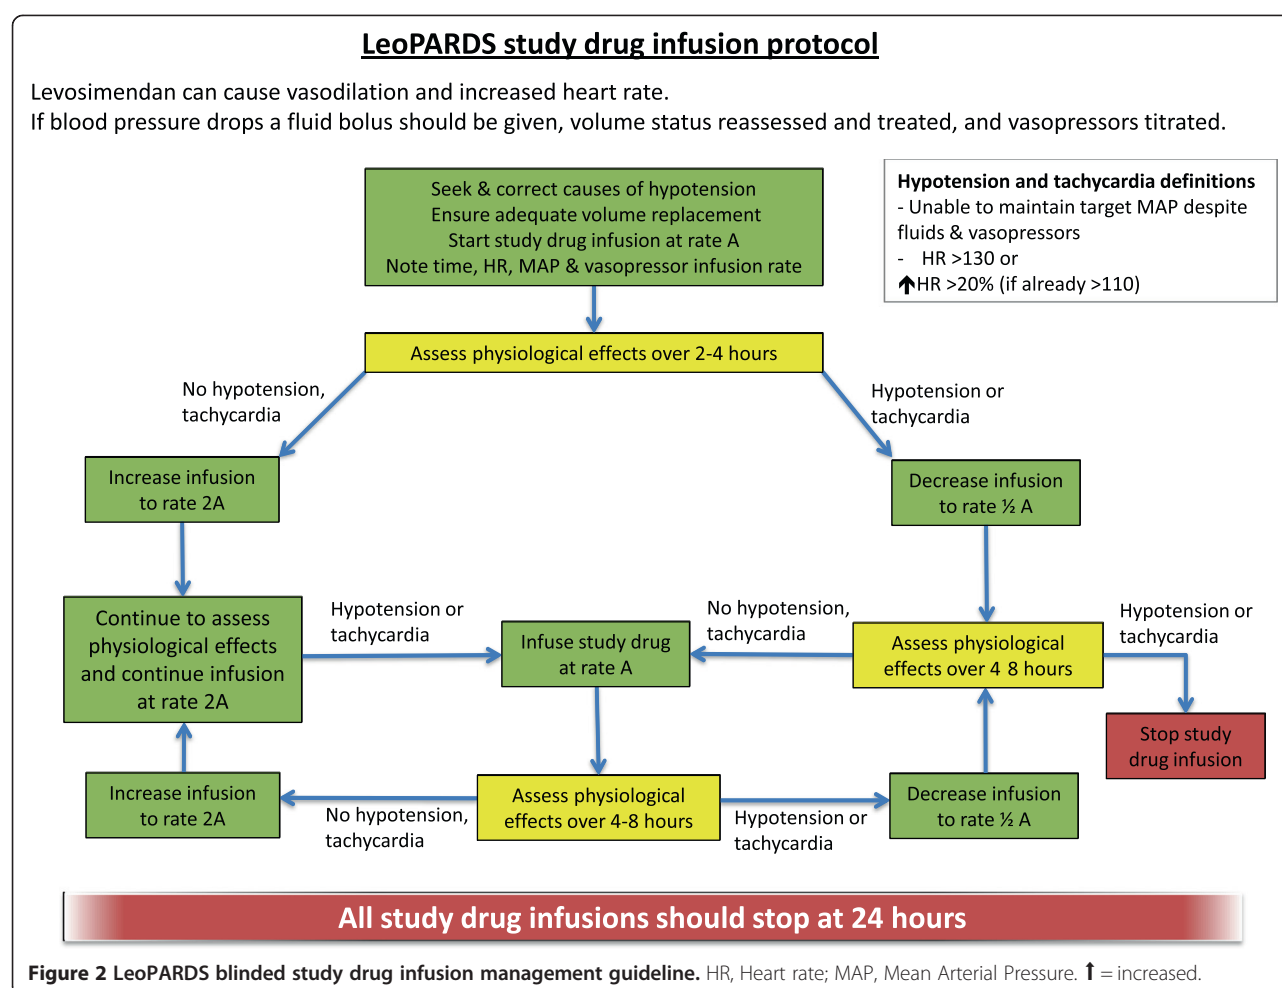 LeoPARDS study drug infusion protocol
Levosimendan can cause vasodilation and increased heart rate.
If blood pressure drops a fluid bolus should be given, volume status reassessed and treated, and vasopressors titrated.
Seek & correct causes of hypotension
Ensure adequate volume replacement
Start study drug infusion at rate A
Note time, HR, MAP & vasopressor infusion rate
Hypotension and tachycardia definitions
- Unable to maintain target MAP despite
fluids & vasopressors
- HR >130 or
⬆HR >20% (if already >110)
Assess physiological effects over 2-4 hours
No hypotension,
tachycardia
Hypotension or
tachycardia
Increase infusion
to rate 2A
Decrease infusion
to rate ½ A
Continue to assess
physiological effects
and continue infusion
at rate 2A
Hypotension or
tachycardia
Infuse study drug
at rate A
No hypotension,
tachycardia
Assess physiological
effects over 4 8 hours
Hypotension or
tachycardia
Stop study
drug infusion
Increase infusion
to rate 2A
No hypotension,
tachycardia
Assess physiological
effects over 4-8 hours
Hypotension or
tachycardia
Decrease infusion
to rate ½ A
All study drug infusions should stop at 24 hours
Figure 2 LeoPARDS blinded study drug infusion management guideline. HR, Heart rate; MAP, Mean Arterial Pressure. ⬆ = increased.